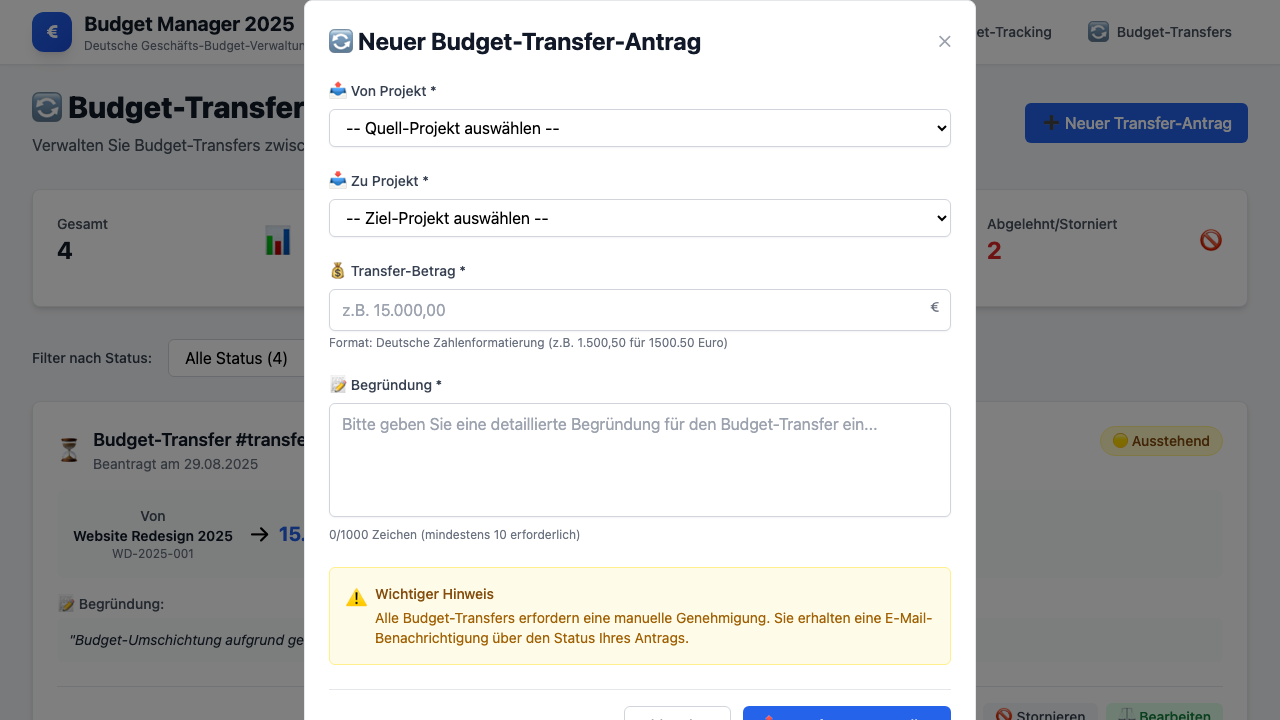 €
Budget Manager 2025
Deutsche Geschäfts-Budget-Verwaltun
et-Tracking
Budget-Transfers
Budget-Transfer
Verwalten Sie Budget-Transfers zwisc
Neuer Transfer-Antrag
Gesamt
4
Abgelehnt/Storniert
2
Filter nach Status:
Alle Status (4)
Budget-Transfer #transfe
Beantragt am 29.08.2025
Ausstehend
Von
Website Redesign 2025
WD-2025-001
→ 15.
Begründung:
"Budget-Umschichtung aufgrund ge
Stornieren
Bearbeiten
Neuer Budget-Transfer-Antrag
Von Projekt *
-- Quell-Projekt auswählen --
Zu Projekt *
-- Ziel-Projekt auswählen --
Transfer-Betrag *
z.B. 15.000,00
€
Format: Deutsche Zahlenformatierung (z.B. 1.500,50 für 1500.50 Euro)
Begründung *
Bitte geben Sie eine detaillierte Begründung für den Budget-Transfer ein...
0/1000 Zeichen (mindestens 10 erforderlich)
Wichtiger Hinweis
Alle Budget-Transfers erfordern eine manuelle Genehmigung. Sie erhalten eine E-Mail-
Benachrichtigung über den Status Ihres Antrags.